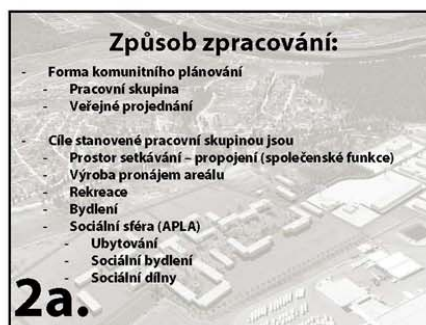 Způsob zpracování:
- Forma komunitního plánování
- Pracovní skupina
- Veřejné projednání
- Cíle stanovené pracovní skupinou jsou
- Prostor setkávání – propojení (společenské funkce)
- Výroba pronájem areálu
- Rekreace
- Bydlení
- Sociální sféra (APLA)
- Ubytování
- Sociální bydlení
- Sociální dílny
2a.